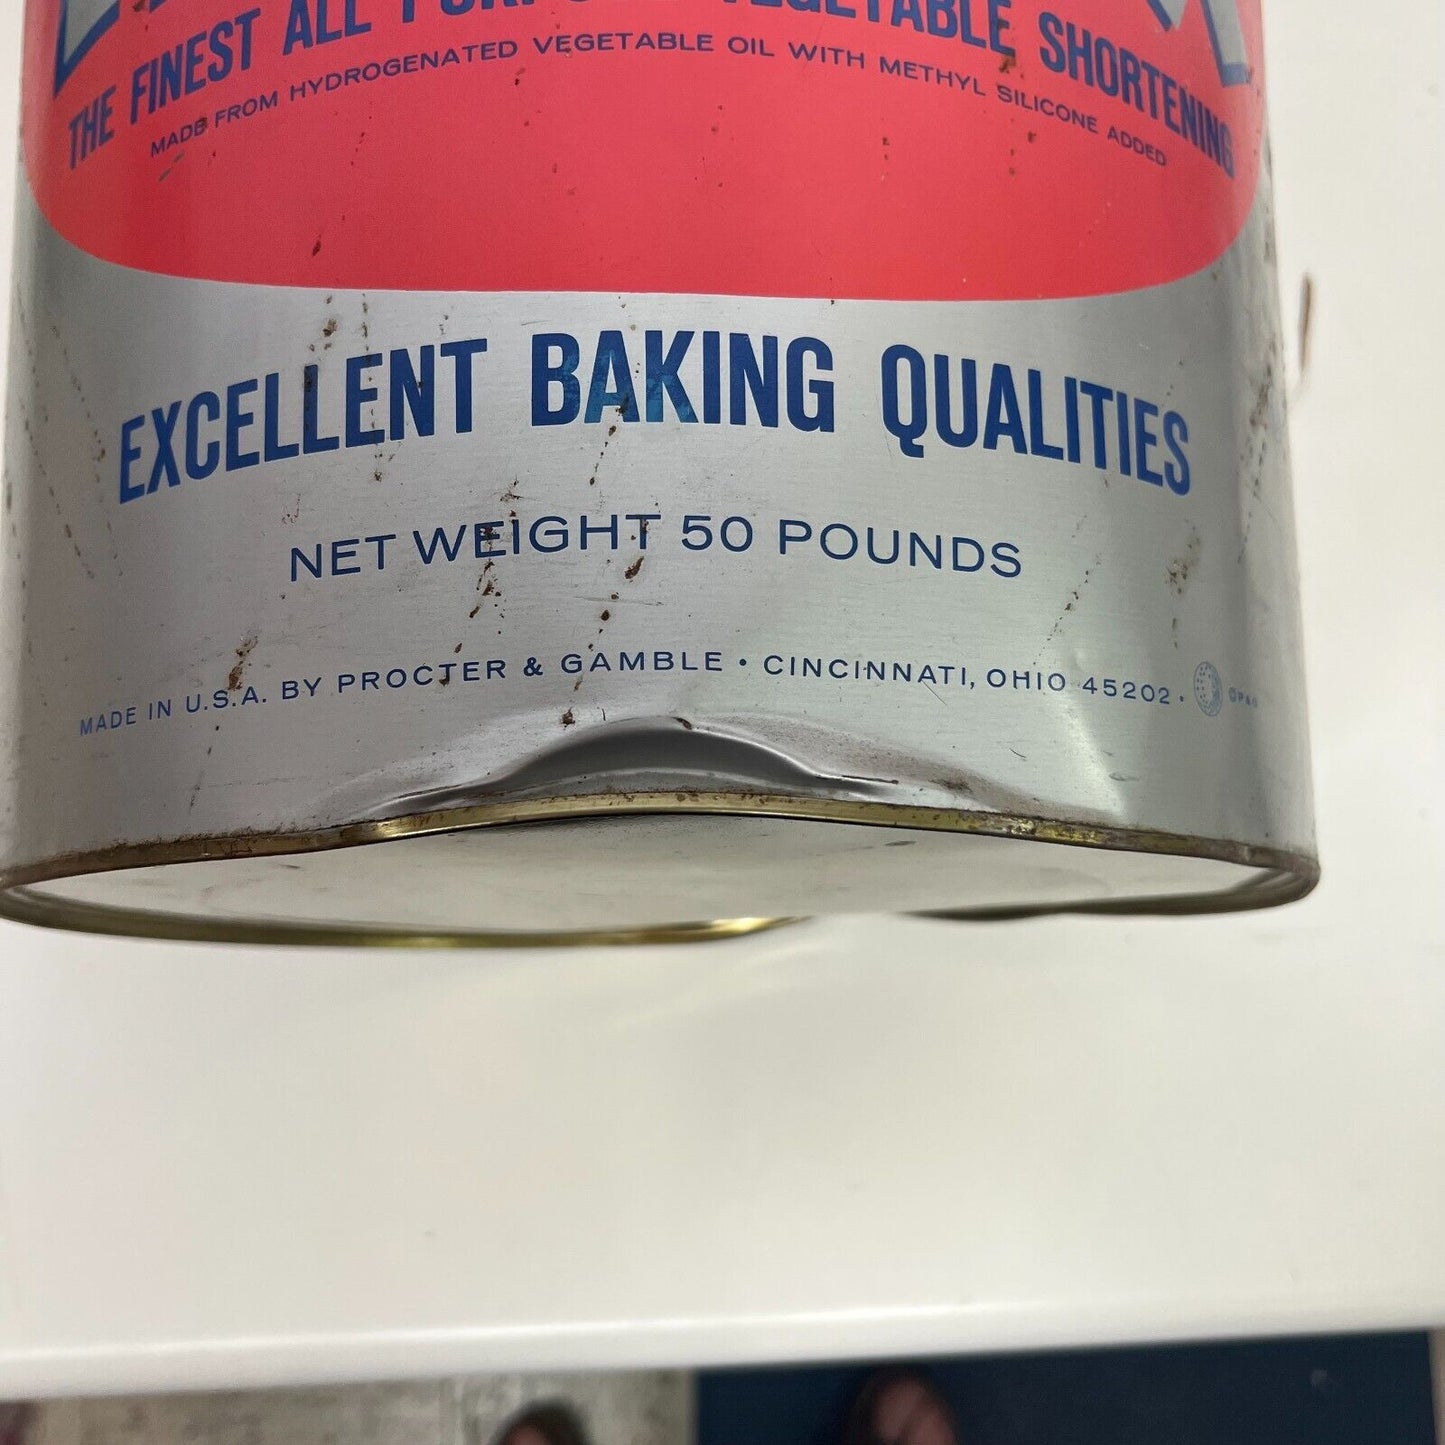 THE FINEST ALL PURPOSE VEGETABLE SHORTENING
MADE FROM HYDROGENATED VEGETABLE OIL WITH METHYL SILICONE ADDED
EXCELLENT BAKING QUALITIES
NET WEIGHT 50 POUNDS
MADE IN U.S.A. BY PROCTER & GAMBLE • CINCINNATI, OHIO 45202 • ©P&G